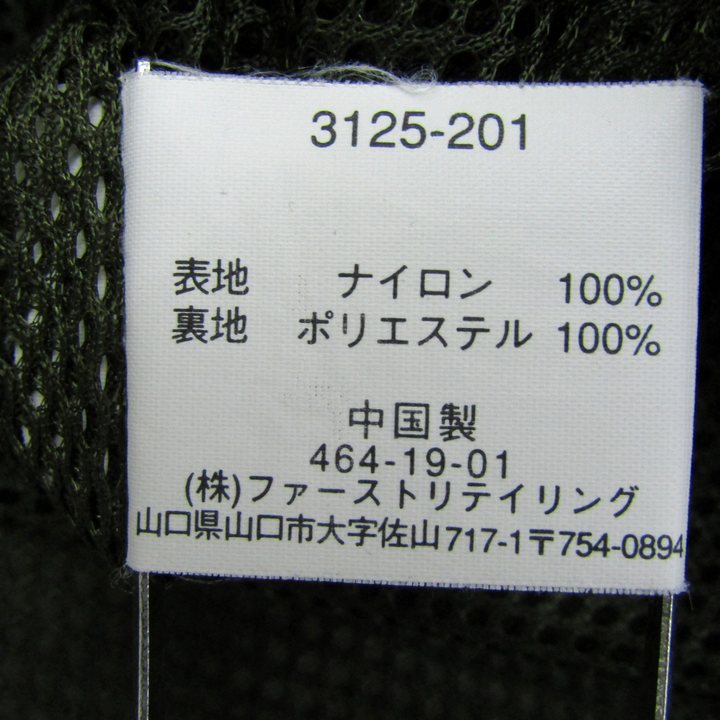 3125-201
表地 ナイロン 100%
裏地 ポリエステル 100%
中国製
464-19-01
(株)ファーストリテイリング
山口県山口市大字佐山717-1〒754-0894